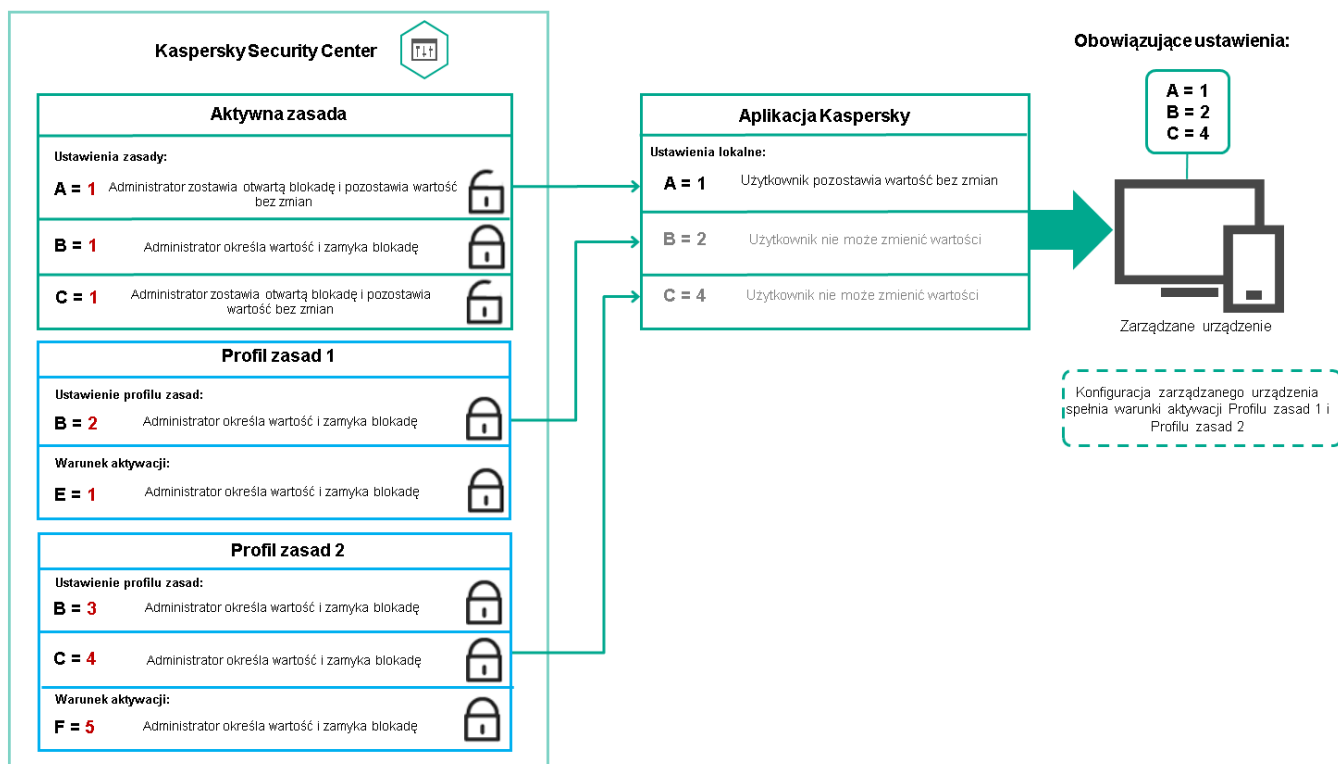 Kaspersky Security Center
Aktywna zasada
Ustawienia zasady:
A = 1 Administrator zostawia otwartą blokadę i pozostawia wartość
bez zmian
B = 1 Administrator określa wartość i zamyka blokadę
C = 1 Administrator zostawia otwartą blokadę i pozostawia
wartość bez zmian
Profil zasad 1
Ustawienie profilu zasad:
B = 2 Administrator określa wartość i zamyka blokadę
Warunek aktywacji:
E = 1 Administrator określa wartość i zamyka blokadę
Profil zasad 2
Ustawienie profilu zasad:
B = 3 Administrator określa wartość i zamyka blokadę
C = 4 Administrator określa wartość i zamyka blokadę
Warunek aktywacji:
F = 5 Administrator określa wartość i zamyka blokadę
Aplikacja Kaspersky
Ustawienia lokalne:
A = 1 Użytkownik pozostawia wartość bez zmian
B = 2 Użytkownik nie może zmienić wartości
C = 4 Użytkownik nie może zmienić wartości
Obowiązujące ustawienia:
A = 1
B = 2
C = 4
Zarządzane urządzenie
Konfiguracja zarządzanego urządzenia
spełnia warunki aktywacji Profilu zasad 1 i
Profilu zasad 2